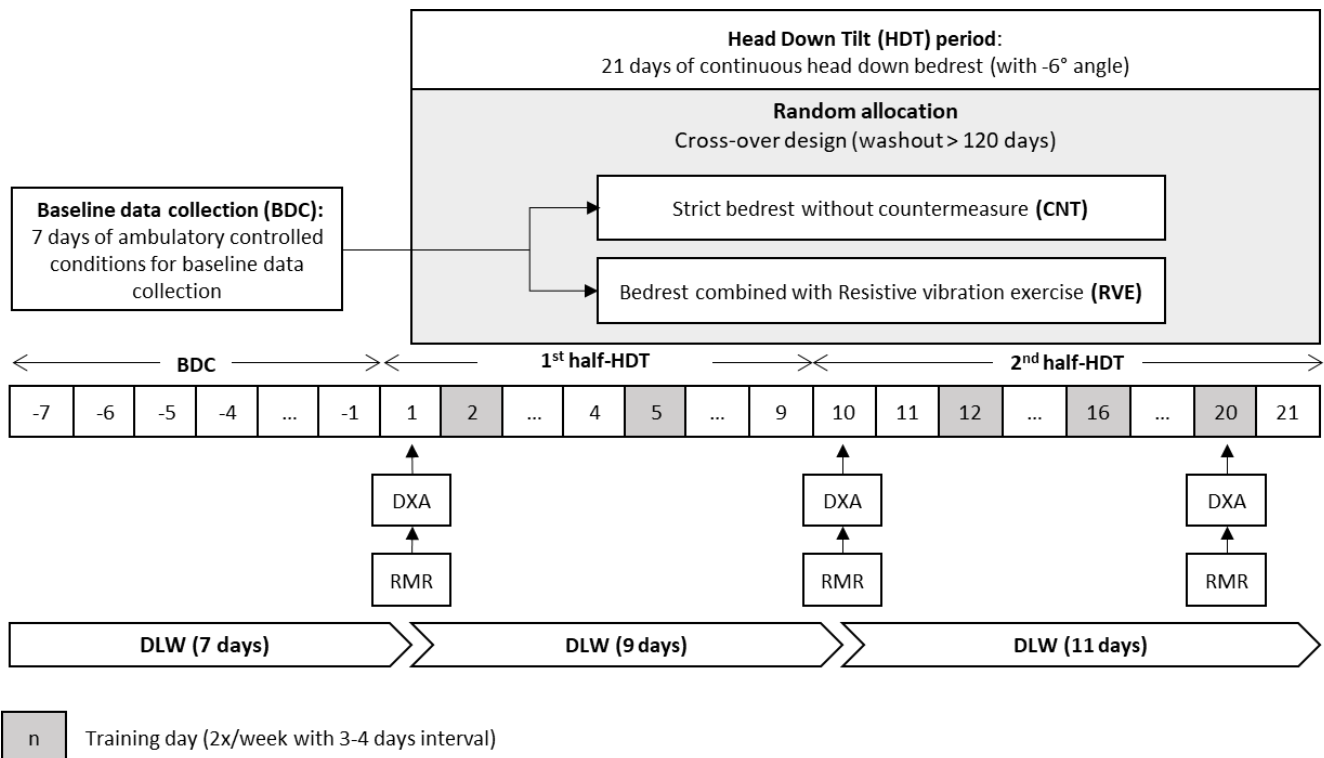 Head Down Tilt (HDT) period:
21 days of continuous head down bedrest (with -6° angle)
Random allocation
Cross-over design (washout > 120 days)
Baseline data collection (BDC):
7 days of ambulatory controlled
conditions for baseline data
collection
Strict bedrest without countermeasure (CNT)
Bedrest combined with Resistive vibration exercise (RVE)
BDC 1st half-HDT 2nd half-HDT
-7 -6 -5 -4 ... -1 1 2 ... 4 5 ... 9 10 11 12 ... 16 ... 20 21
DXA DXA DXA
RMR RMR RMR
DLW (7 days) DLW (9 days) DLW (11 days)
n Training day (2x/week with 3-4 days interval)